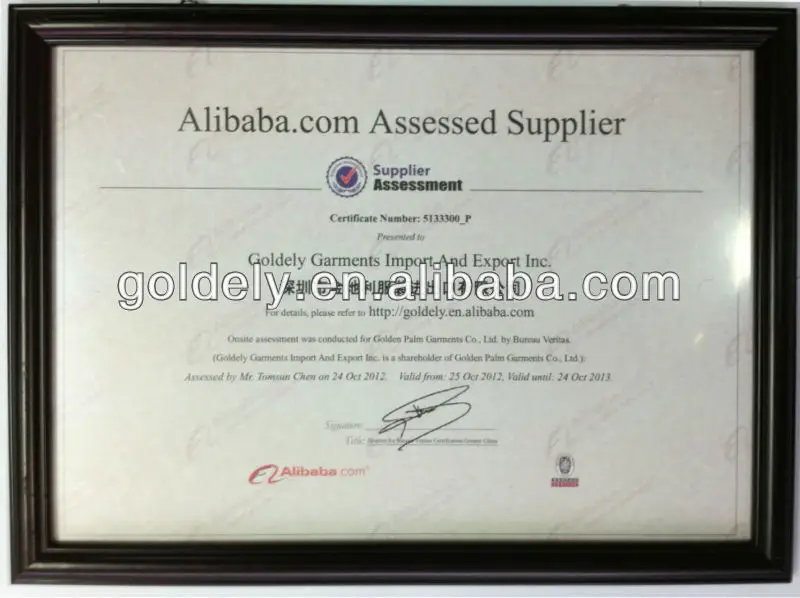 Alibaba.com Assessed Supplier
Supplier
Assessment
Certificate Number: 5133300_P
Presented to
Goldely Garments Import And Export Inc.
goldely.en.alibaba.com
For details, please refer to http://goldely.en.alibaba.com
Onsite assessment was conducted for Golden Palm Garments Co., Ltd. by Bureau Veritas.
(Goldely Garments Import And Export Inc. is a shareholder of Golden Palm Garments Co., Ltd.);
Assessed by Mr. Tomsun Chen on 24 Oct 2012. Valid from: 25 Oct 2012, Valid until: 24 Oct 2013.
Signature:
Title:
Alibaba.com®